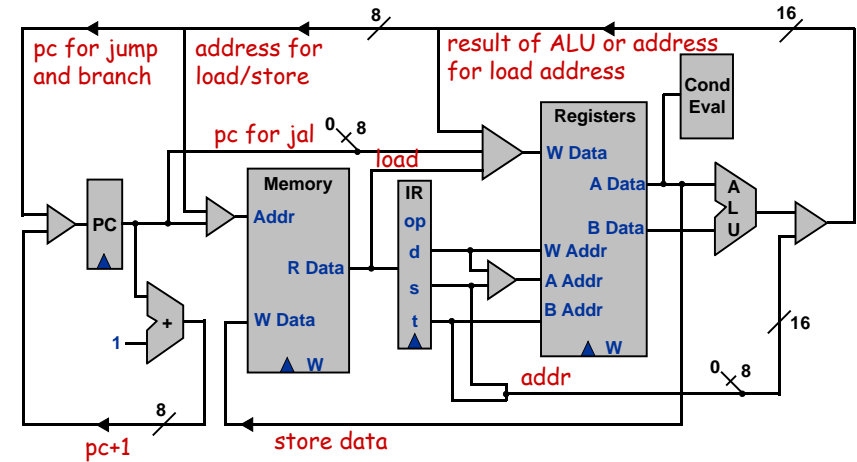 8
16
pc for jump
and branch
address for
load/store
result of ALU or address
for load address
Cond
Eval
pc for jal
0
8
load
Registers
W Data
A Data
B Data
W Addr
A Addr
B Addr
W
Memory
Addr
R Data
W Data
W
IR
op
d
s
t
PC
A
L
U
+
1
16
addr
0
8
8
pc+1
store data